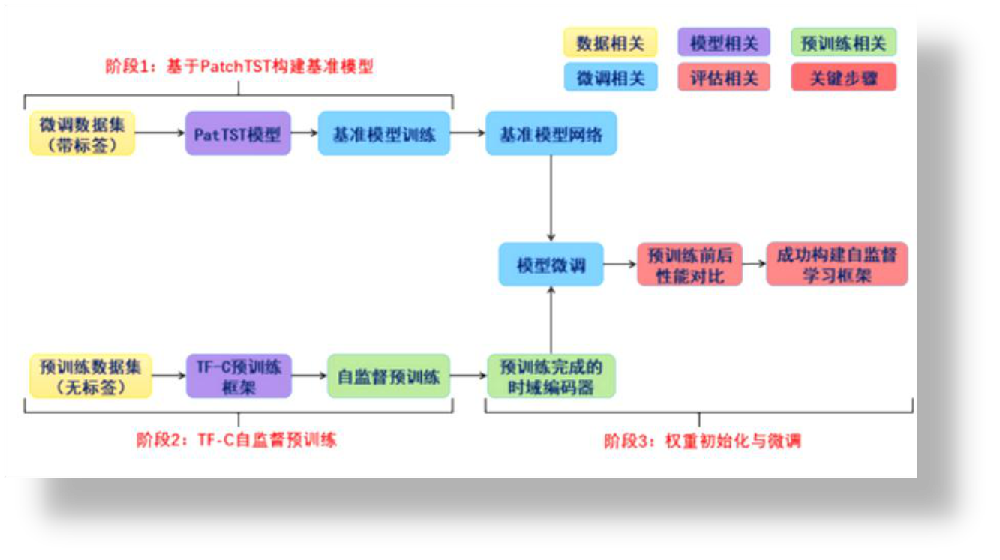 数据相关
模型相关
预训练相关
微调相关
评估相关
关键步骤
阶段1：基于PatchTST构建基准模型
微调数据集
（带标签）
PatTST模型
基准模型训练
基准模型网络
模型微调
预训练前后
性能对比
成功构建自监督
学习框架
预训练数据集
（无标签）
TF-C预训练
框架
自监督预训练
预训练完成的
时域编码器
阶段2：TF-C自监督预训练
阶段3：权重初始化与微调